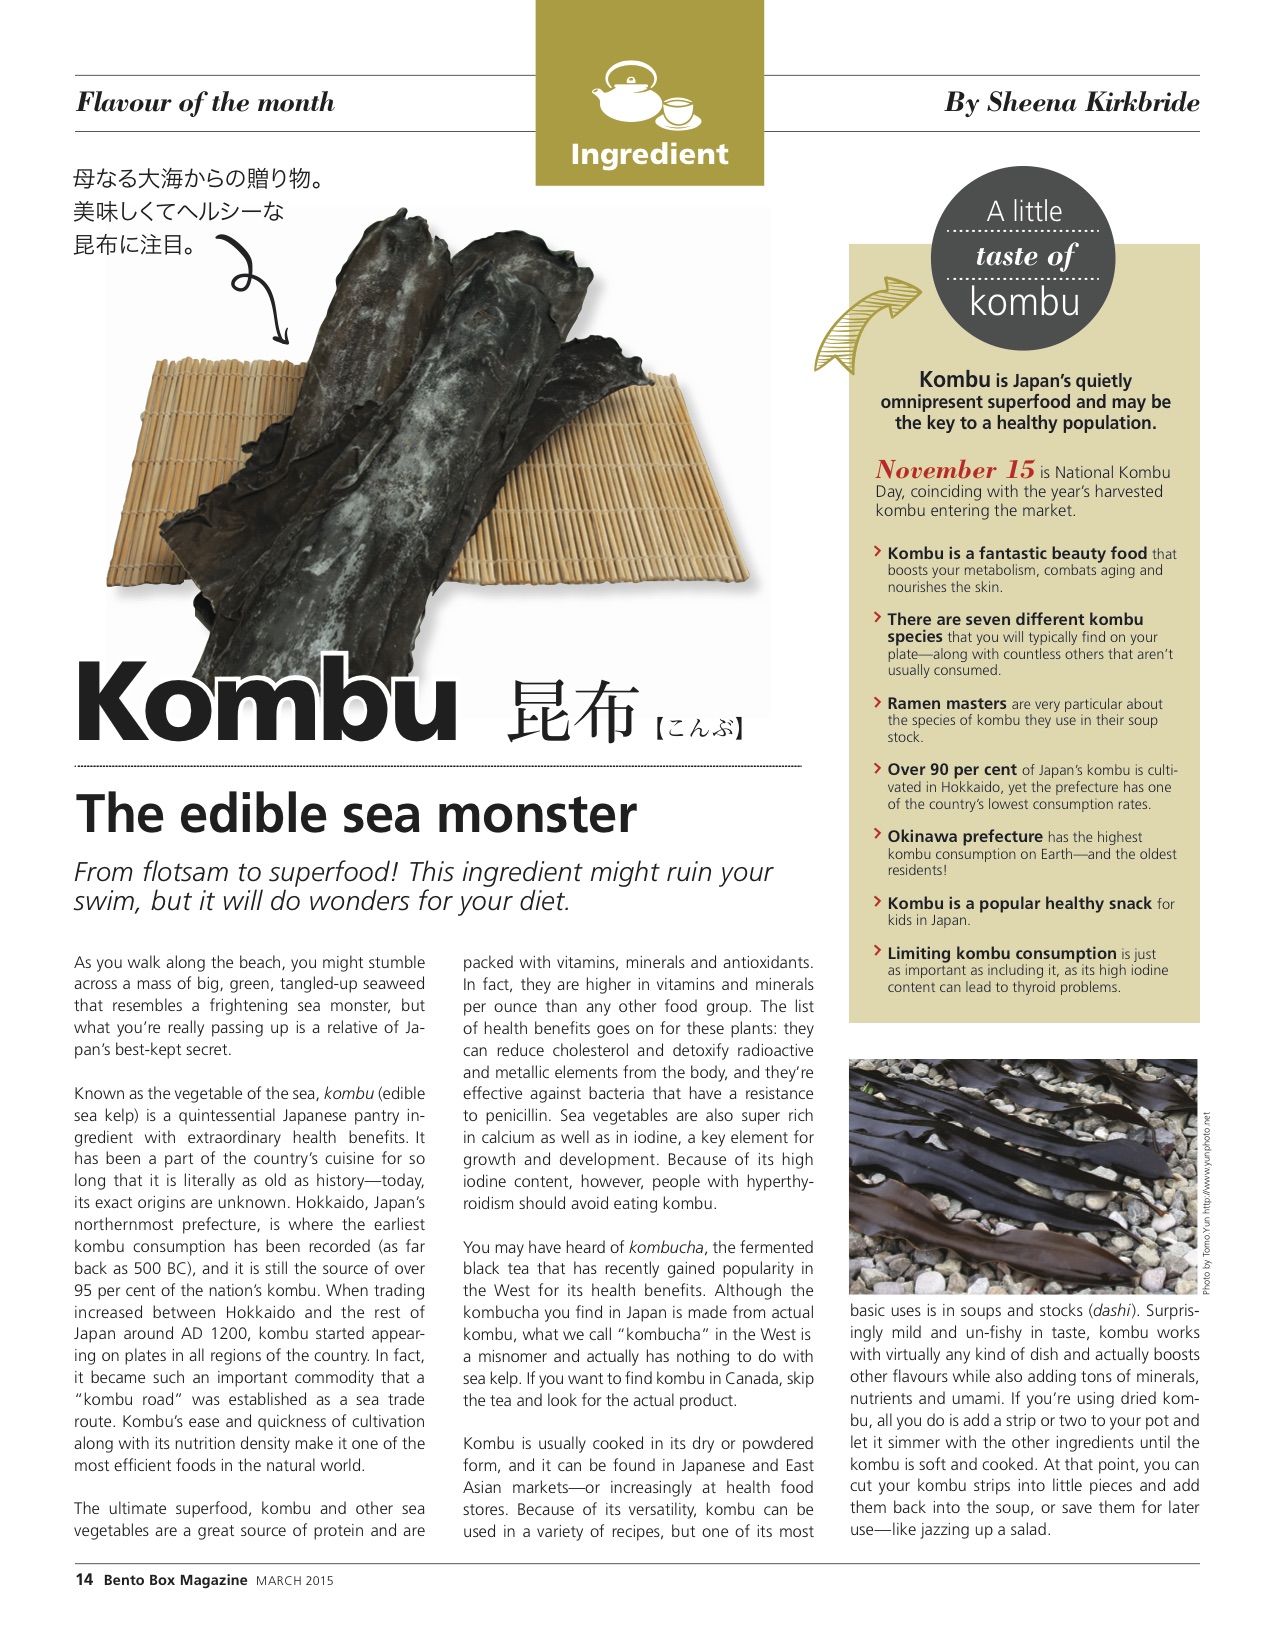 Flavour of the month
Ingredient
By Sheena Kirkbride
母なる大海からの贈り物。
美味しくてヘルシーな
昆布に注目。
Kombu 昆布【こんぶ】
The edible sea monster
From flotsam to superfood! This ingredient might ruin your
swim, but it will do wonders for your diet.
As you walk along the beach, you might stumble
across a mass of big, green, tangled-up seaweed
that resembles a frightening sea monster, but
what you’re really passing up is a relative of Ja-
pan’s best-kept secret.
Known as the vegetable of the sea, kombu (edible
sea kelp) is a quintessential Japanese pantry in-
gredient with extraordinary health benefits. It
has been a part of the country’s cuisine for so
long that it is literally as old as history—today,
its exact origins are unknown. Hokkaido, Japan’s
northernmost prefecture, is where the earliest
kombu consumption has been recorded (as far
back as 500 BC), and it is still the source of over
95 per cent of the nation’s kombu. When trading
increased between Hokkaido and the rest of
Japan around AD 1200, kombu started appear-
ing on plates in all regions of the country. In fact,
it became such an important commodity that a
“kombu road” was established as a sea trade
route. Kombu’s ease and quickness of cultivation
along with its nutrition density make it one of the
most efficient foods in the natural world.
The ultimate superfood, kombu and other sea
vegetables are a great source of protein and are
packed with vitamins, minerals and antioxidants.
In fact, they are higher in vitamins and minerals
per ounce than any other food group. The list
of health benefits goes on for these plants: they
can reduce cholesterol and detoxify radioactive
and metallic elements from the body, and they’re
effective against bacteria that have a resistance
to penicillin. Sea vegetables are also super rich
in calcium as well as in iodine, a key element for
growth and development. Because of its high
iodine content, however, people with hyperthy-
roidism should avoid eating kombu.
You may have heard of kombucha, the fermented
black tea that has recently gained popularity in
the West for its health benefits. Although the
kombucha you find in Japan is made from actual
kombu, what we call “kombucha” in the West is
a misnomer and actually has nothing to do with
sea kelp. If you want to find kombu in Canada, skip
the tea and look for the actual product.
Kombu is usually cooked in its dry or powdered
form, and it can be found in Japanese and East
Asian markets—or increasingly at health food
stores. Because of its versatility, kombu can be
used in a variety of recipes, but one of its most
basic uses is in soups and stocks (dashi). Surpris-
ingly mild and un-fishy in taste, kombu works
with virtually any kind of dish and actually boosts
other flavours while also adding tons of minerals,
nutrients and umami. If you’re using dried kom-
bu, all you do is add a strip or two to your pot and
let it simmer with the other ingredients until the
kombu is soft and cooked. At that point, you can
cut your kombu strips into little pieces and add
them back into the soup, or save them for later
use—like jazzing up a salad.
A little
taste of
kombu
Kombu is Japan’s quietly
omnipresent superfood and may be
the key to a healthy population.
November 15 is National Kombu
Day, coinciding with the year’s harvested
kombu entering the market.
Kombu is a fantastic beauty food that
boosts your metabolism, combats aging and
nourishes the skin.
There are seven different kombu
species that you will typically find on your
plate—along with countless others that aren’t
usually consumed.
Ramen masters are very particular about
the species of kombu they use in their soup
stock.
Over 90 per cent of Japan’s kombu is culti-
vated in Hokkaido, yet the prefecture has one
of the country’s lowest consumption rates.
Okinawa prefecture has the highest
kombu consumption on Earth—and the oldest
residents!
Kombu is a popular healthy snack for
kids in Japan.
Limiting kombu consumption is just
as important as including it, as its high iodine
content can lead to thyroid problems.
Photo by Tomo.Yun http://www.yunphoto.net
14 Bento Box Magazine MARCH 2015